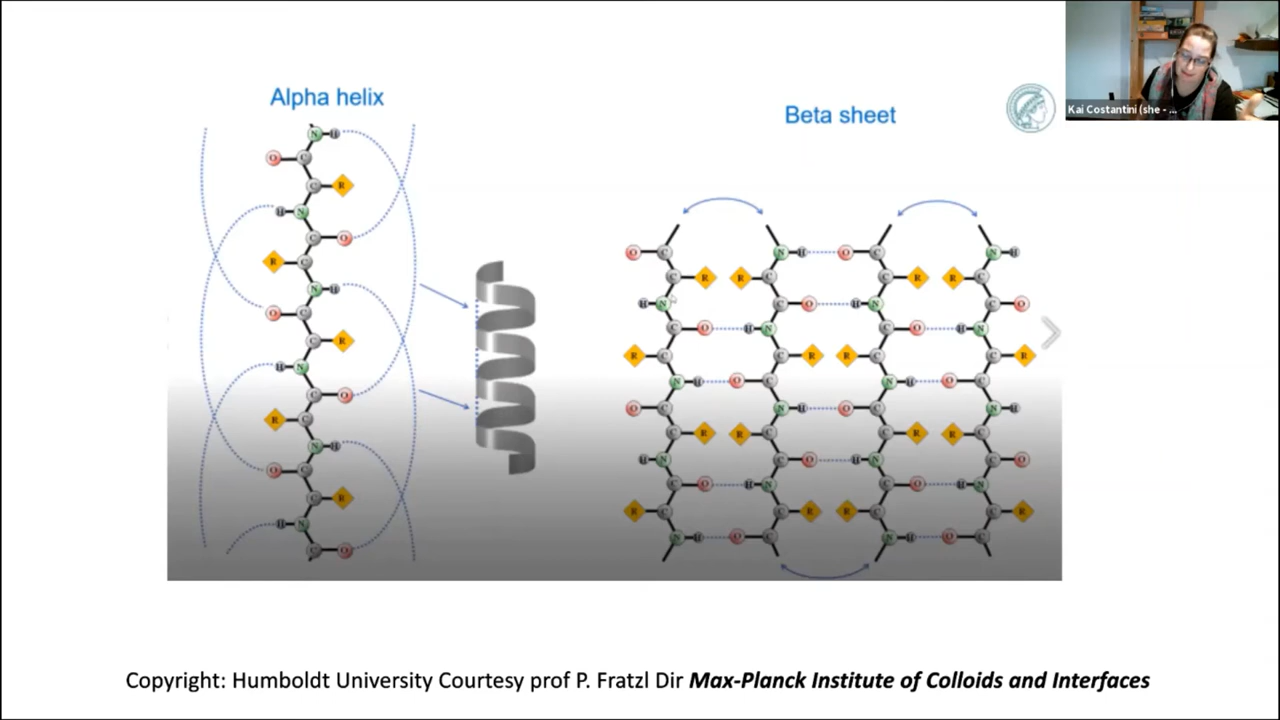 Kai Costantini (she - ...
Alpha helix
Beta sheet
N H
O C
C R
H N
C O
R C
N H
O C
C R
H N
C O
R C
N H
O C
C R
H N
C O
O C N H O C N H
C R R C C R R C
H N C O H N C O
C O H N C O H N
R C C R R C C R
N H O C N H O C
O C N H O C N H
C R R C C R R C
H N C O H N C O
C O H N C O H N
R C C R R C C R
N H O C N H O C
Copyright: Humboldt University Courtesy prof P. Fratzl Dir Max-Planck Institute of Colloids and Interfaces